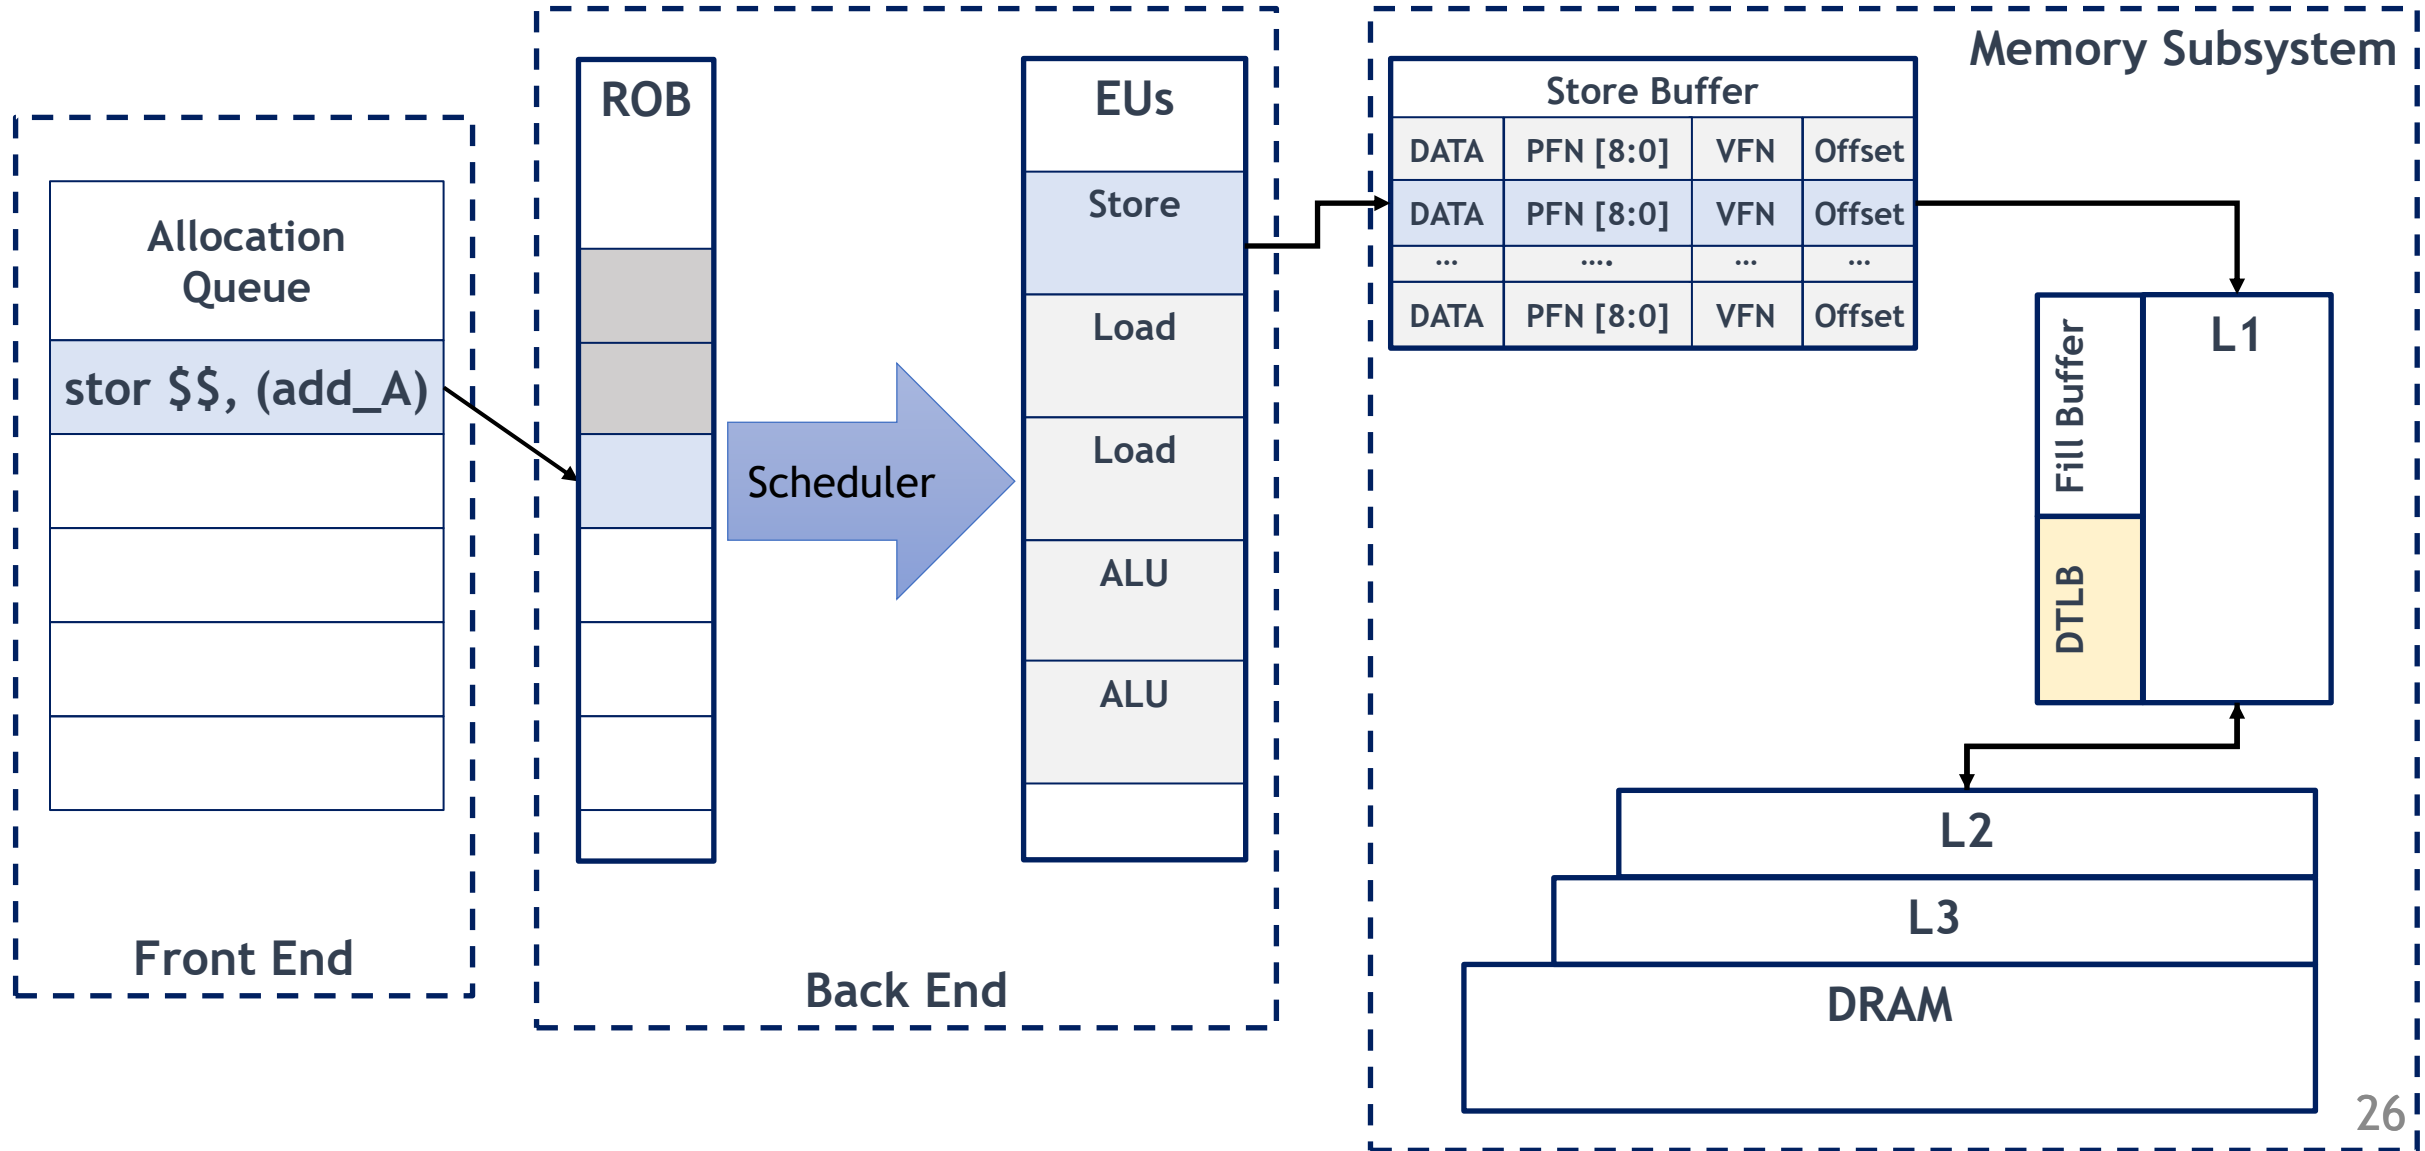 Allocation
Queue
stor $$, (add_A)
Front End
ROB
Scheduler
EUs
Store
Load
Load
ALU
ALU
Back End
Memory Subsystem
Store Buffer
DATA PFN [8:0] VFN Offset
DATA PFN [8:0] VFN Offset
... .... ... ...
DATA PFN [8:0] VFN Offset
Fill Buffer
DTLB
L1
L2
L3
DRAM
26